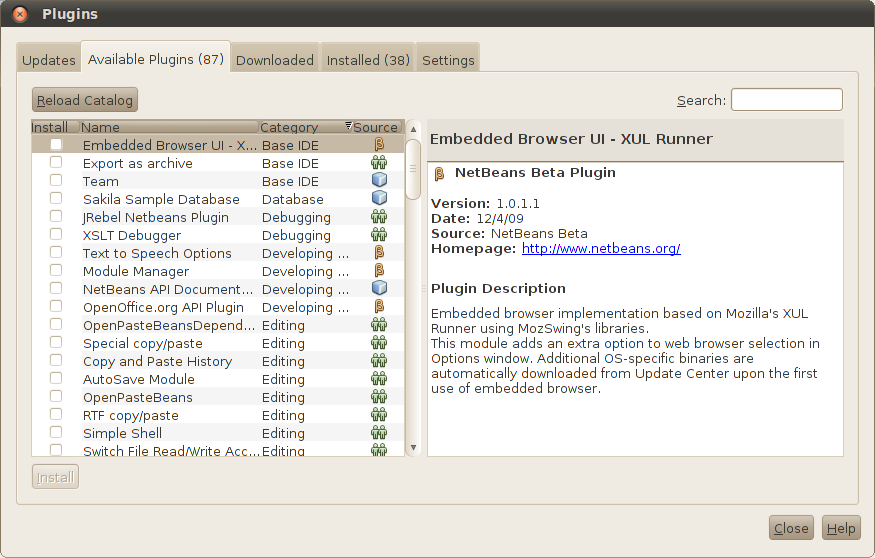 Plugins
Updates Available Plugins (87) Downloaded Installed (38) Settings
Reload Catalog Search:
Install Name Category Source
Embedded Browser UI - X... Base IDE β
Export as archive Base IDE
Team Base IDE
Sakila Sample Database Database
JRebel Netbeans Plugin Debugging
XSLT Debugger Debugging
Text to Speech Options Developing ... β
Module Manager Developing ... β
NetBeans API Document... Developing ...
OpenOffice.org API Plugin Developing ... β
OpenPasteBeansDepend... Editing
Special copy/paste Editing
Copy and Paste History Editing
AutoSave Module Editing
OpenPasteBeans Editing
RTF copy/paste Editing
Simple Shell Editing
Switch File Read/Write Acc... Editing
Install
Embedded Browser UI - XUL Runner
β NetBeans Beta Plugin
Version: 1.0.1.1
Date: 12/4/09
Source: NetBeans Beta
Homepage: http://www.netbeans.org/
Plugin Description
Embedded browser implementation based on Mozilla's XUL
Runner using MozSwing's libraries.
This module adds an extra option to web browser selection in
Options window. Additional OS-specific binaries are
automatically downloaded from Update Center upon the first
use of embedded browser.
Close Help